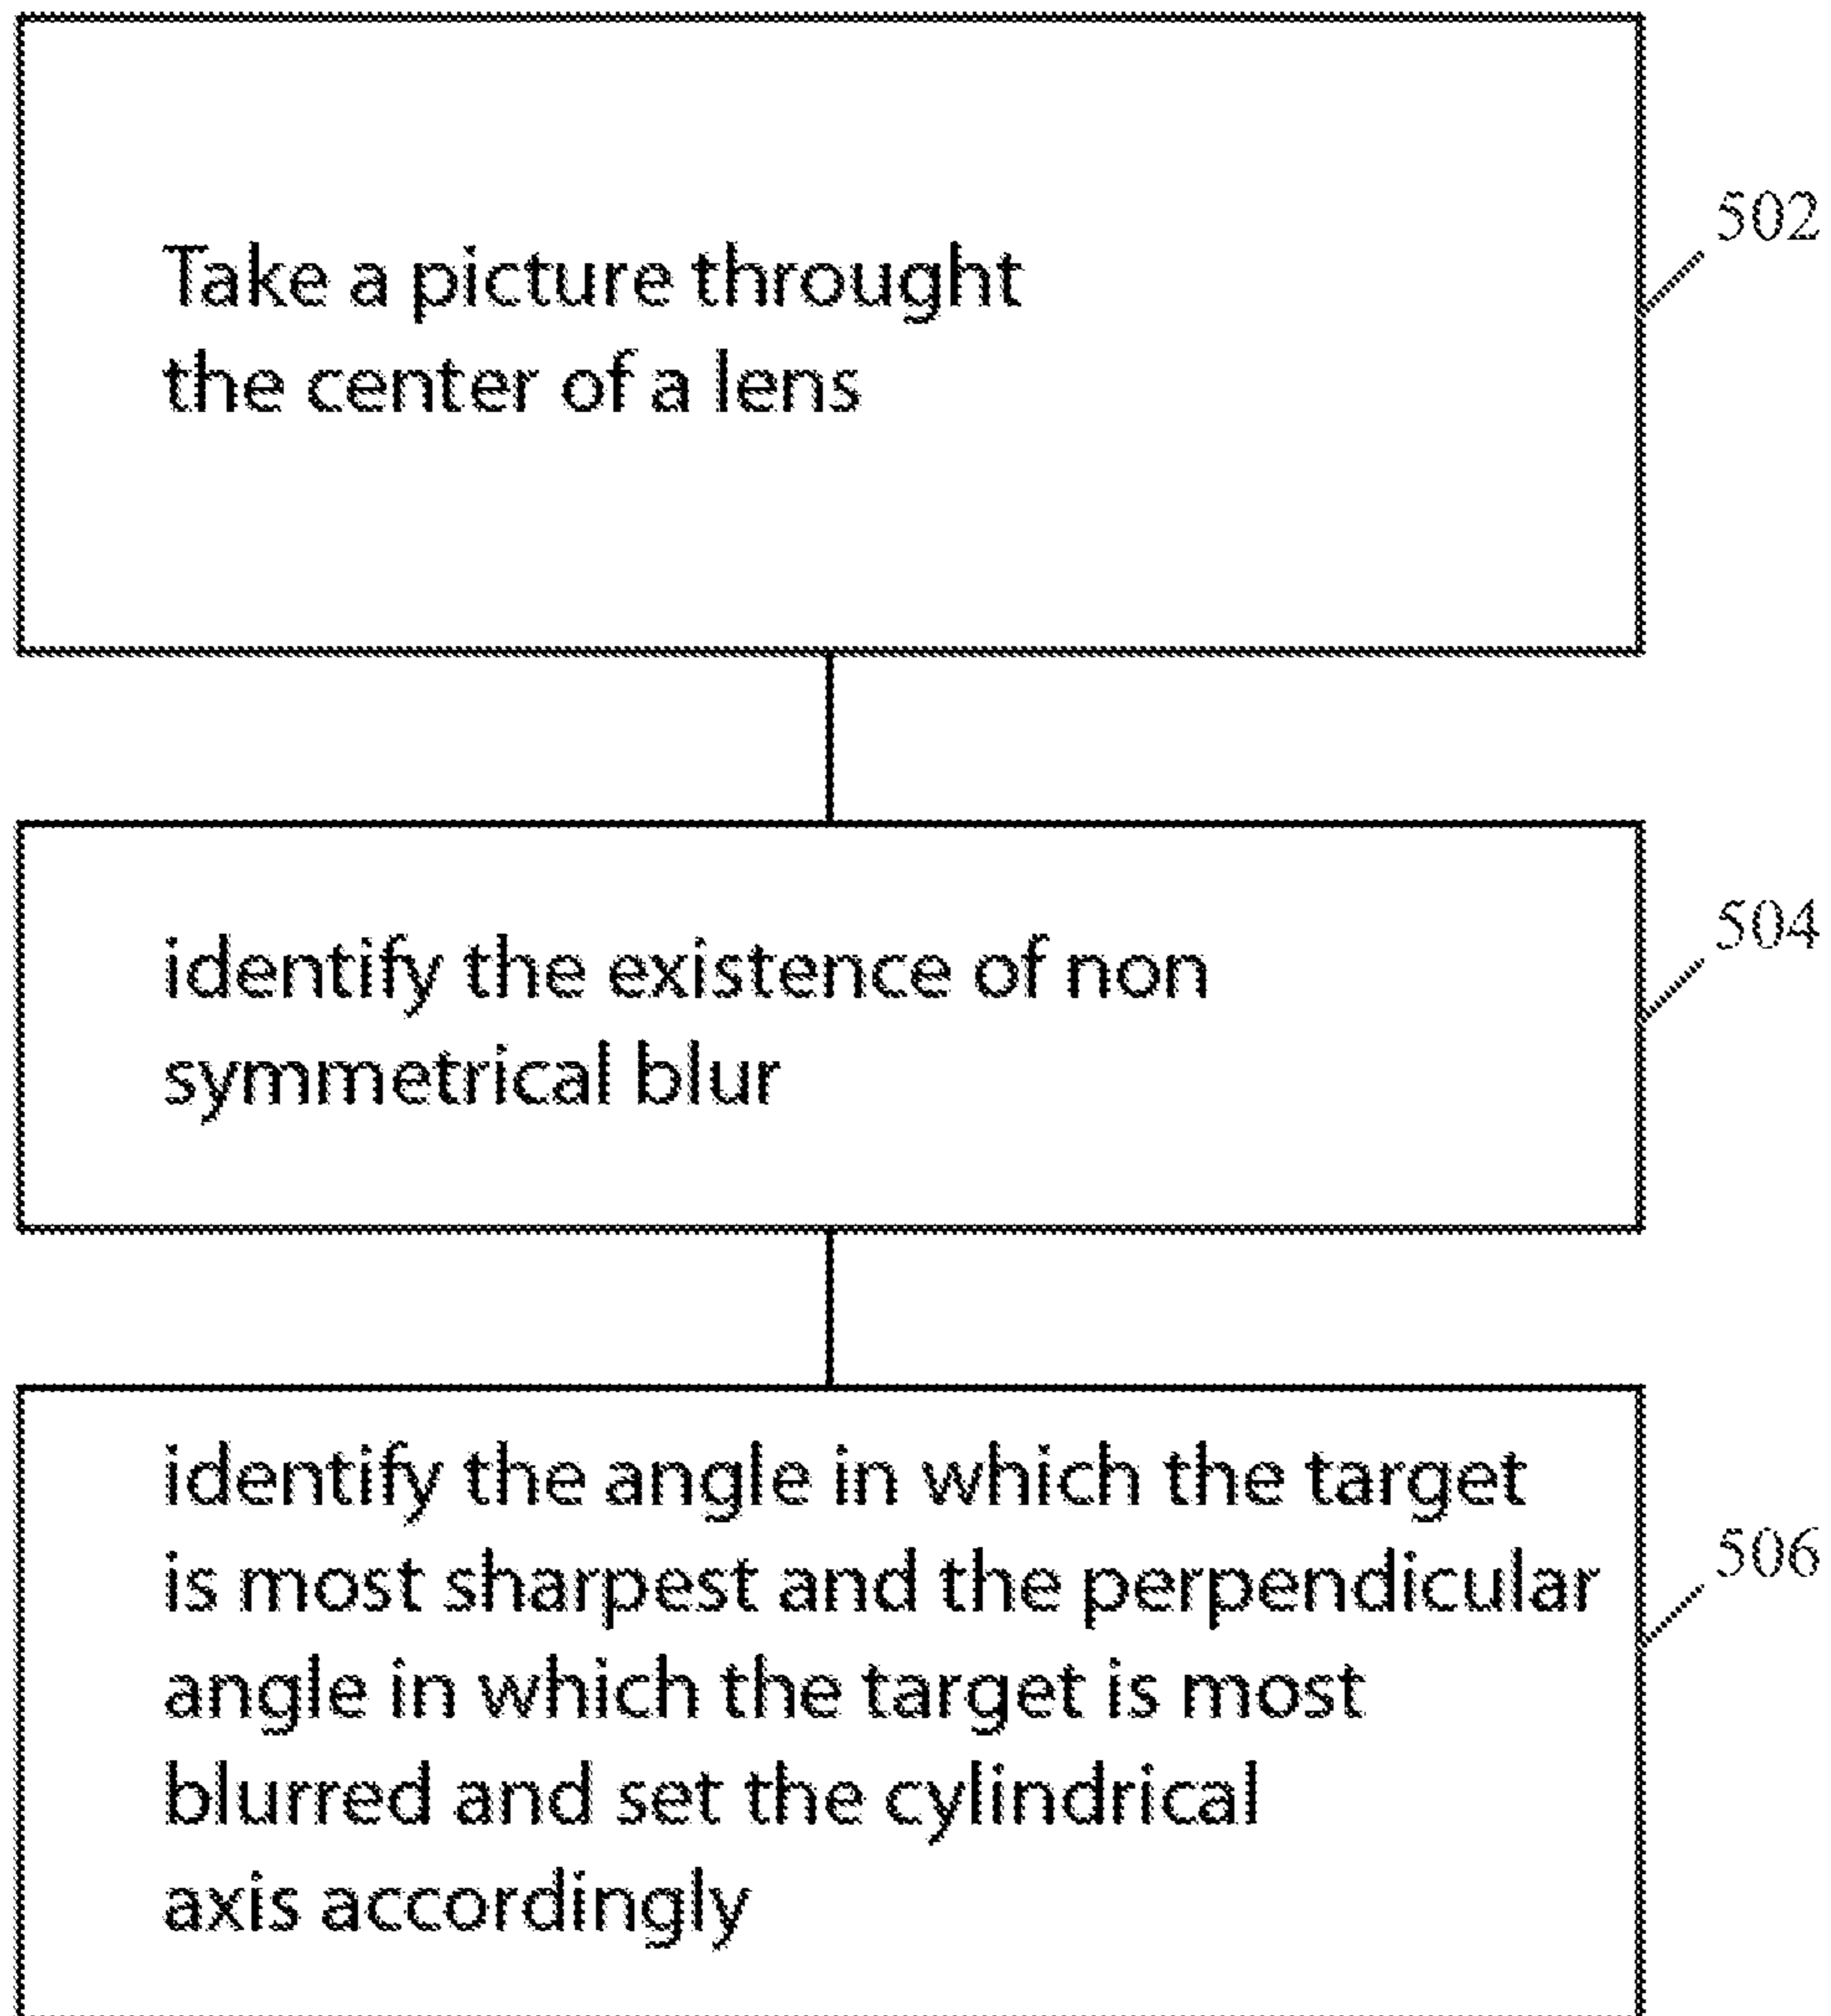 Take a picture throught
the center of a lens
502
identify the existence of non
symmetrical blur
504
identify the angle in which the target
is most sharpest and the perpendicular
angle in which the target is most
blurred and set the cylindrical
axis accordingly
506